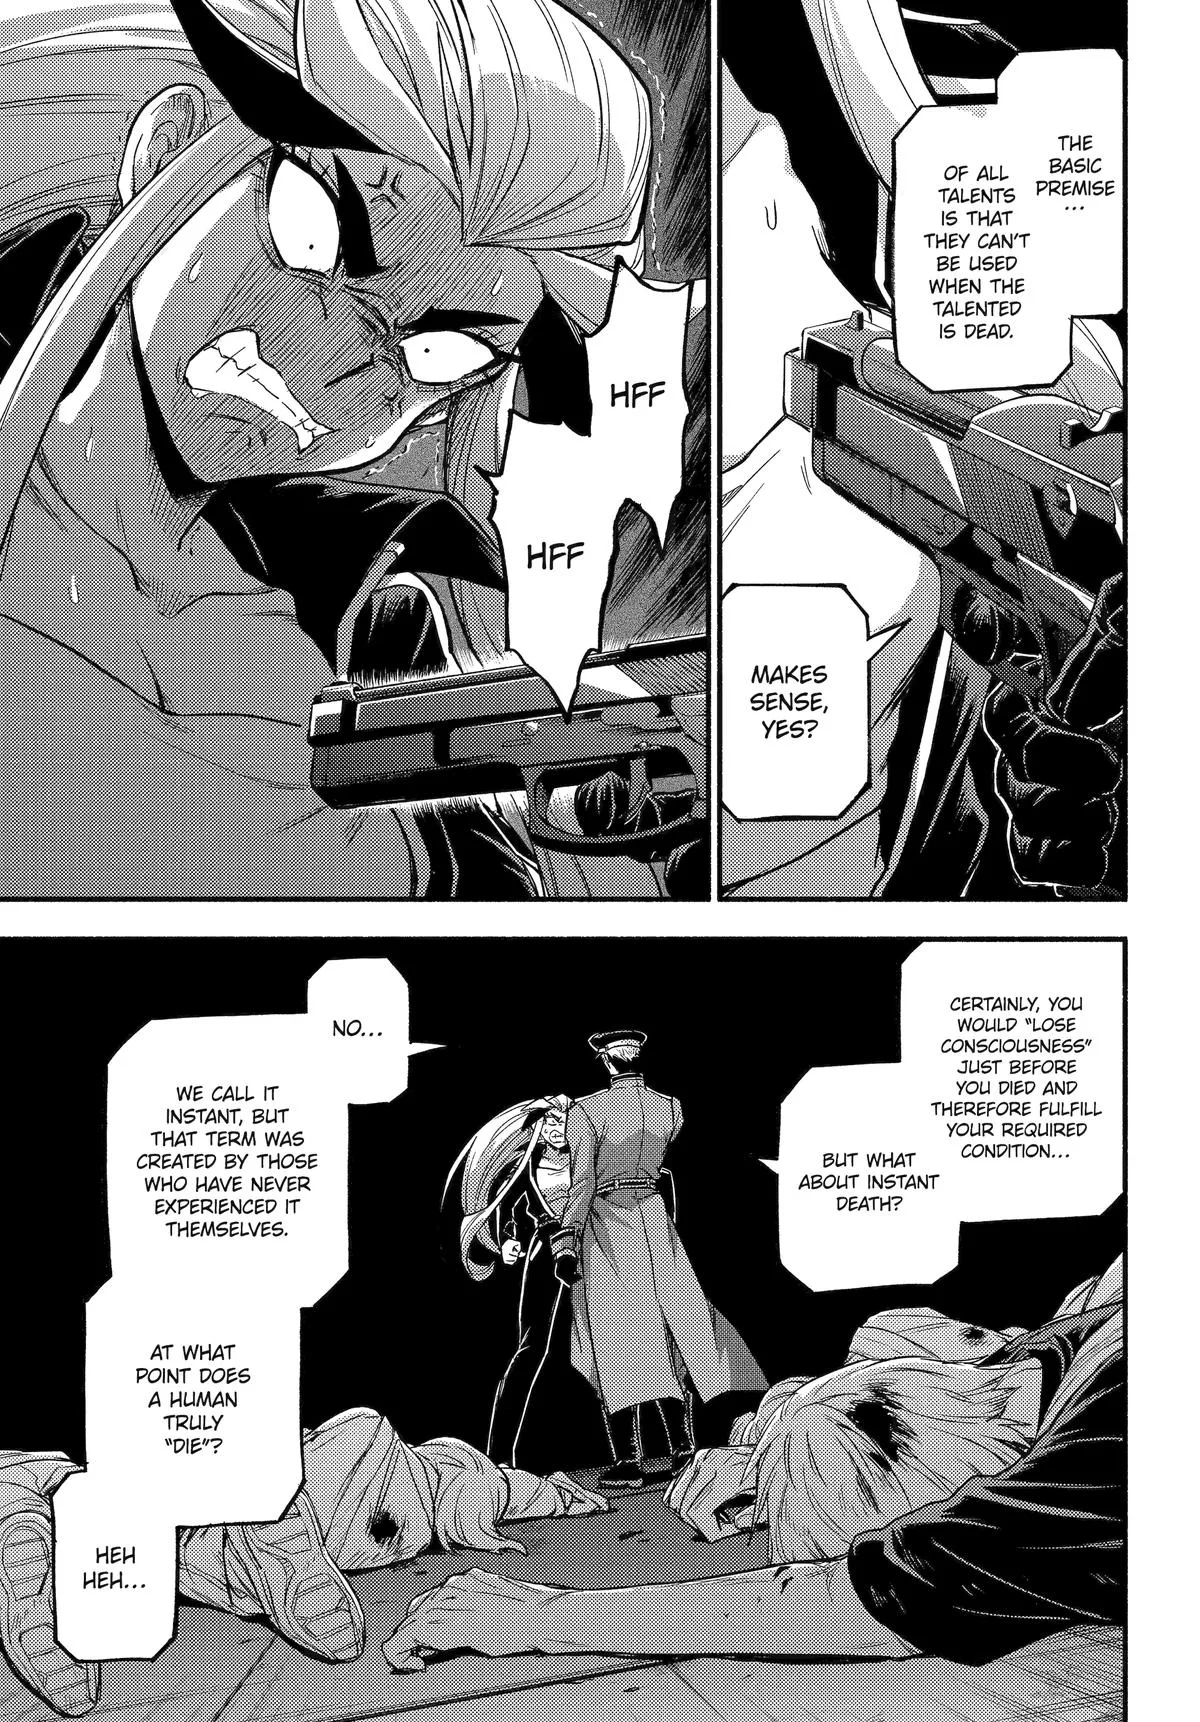 THE
BASIC
PREMISE
...
OF ALL
TALENTS
IS THAT
THEY CAN'T
BE USED
WHEN THE
TALENTED
IS DEAD.
MAKES
SENSE,
YES?
HFF
HFF
CERTAINLY, YOU
WOULD "LOSE
CONSCIOUSNESS"
JUST BEFORE
YOU DIED AND
THEREFORE FULFILL
YOUR REQUIRED
CONDITION...
BUT WHAT
ABOUT INSTANT
DEATH?
NO...
WE CALL IT
INSTANT, BUT
THAT TERM WAS
CREATED BY THOSE
WHO HAVE NEVER
EXPERIENCED IT
THEMSELVES.
AT WHAT
POINT DOES
A HUMAN
TRULY
"DIE"?
HEH
HEH...